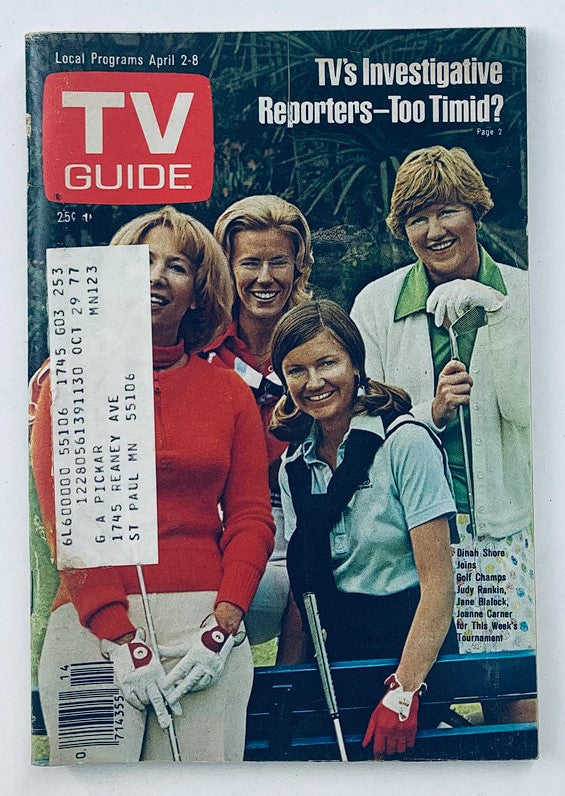 Local Programs April 2-8
TV
GUIDE
25¢
TV's Investigative
Reporters–Too Timid?
Page 2
6L600000 55106 1745 G03 253
12280561391130 OCT 29 77
MN123
G A PICKAR
1745 REANEY AVE
ST PAUL MN 55106
Dinah Shore
Joins
Golf Champs
Judy Rankin,
Jane Blalock,
Joanne Carner
for This Week's
Tournament
14
0
714355